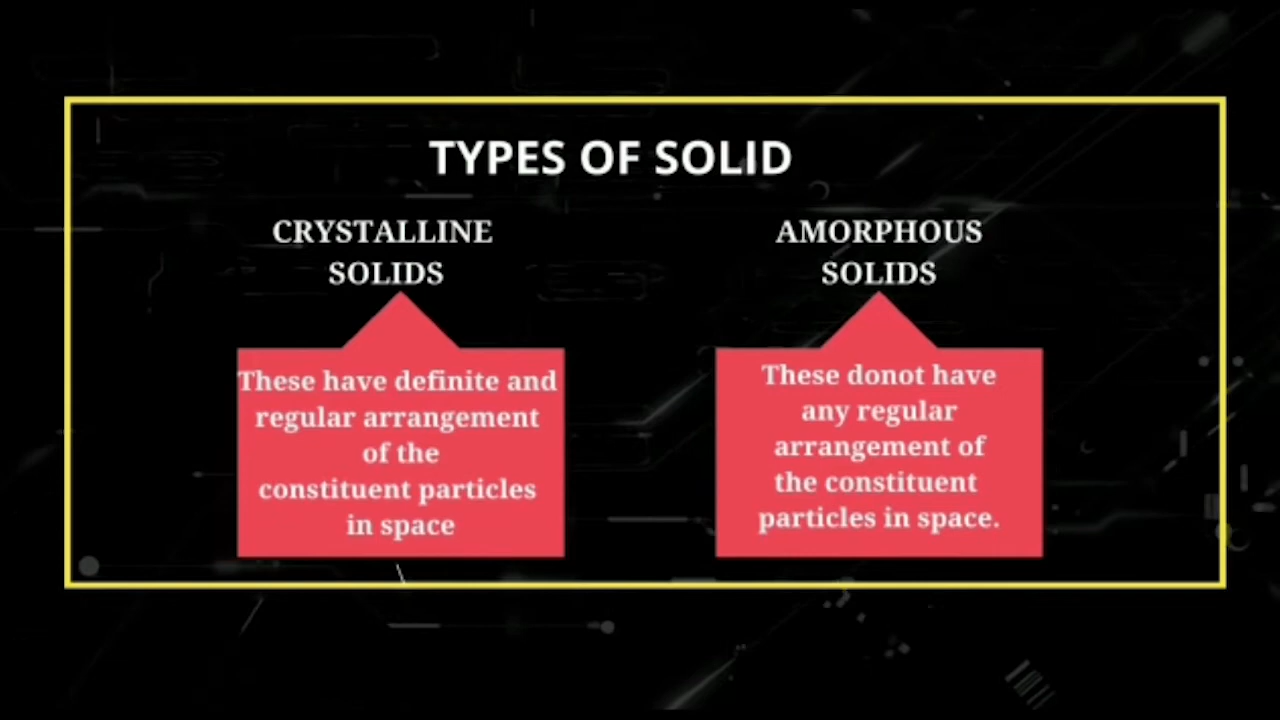 TYPES OF SOLID
CRYSTALLINE
SOLIDS
These have definite and
regular arrangement
of the
constituent particles
in space
AMORPHOUS
SOLIDS
These donot have
any regular
arrangement of
the constituent
particles in space.